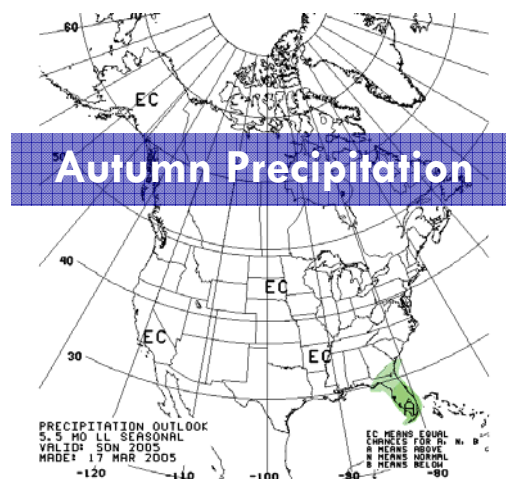 60
EC
50
Autumn Precipitation
40
EC
EC
30
EC
A
PRECIPITATION OUTLOOK
5.5 MO LL SEASONAL
VALID: SON 2005
MADE: 17 MAR 2005
EC MEANS EQUAL
CHANCES FOR A, N, B
A MEANS ABOVE
N MEANS NORMAL
B MEANS BELOW
-120 -110 -100 -90 -80